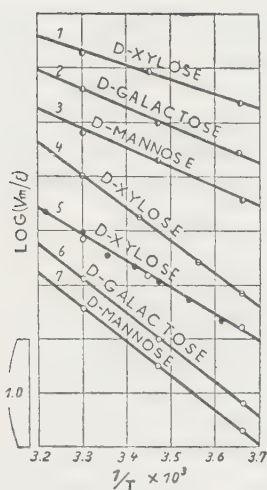 1 D-XYLOSE
2 D-GALACTOSE
3 D-MANNOSE
4 D-XYLOSE
5 D-XYLOSE
6 D-GALACTOSE
7 D-MANNOSE
LOG(Vm/ε)
1.0
3.2 3.3 3.4 3.5 3.6 3.7
1/T × 10³